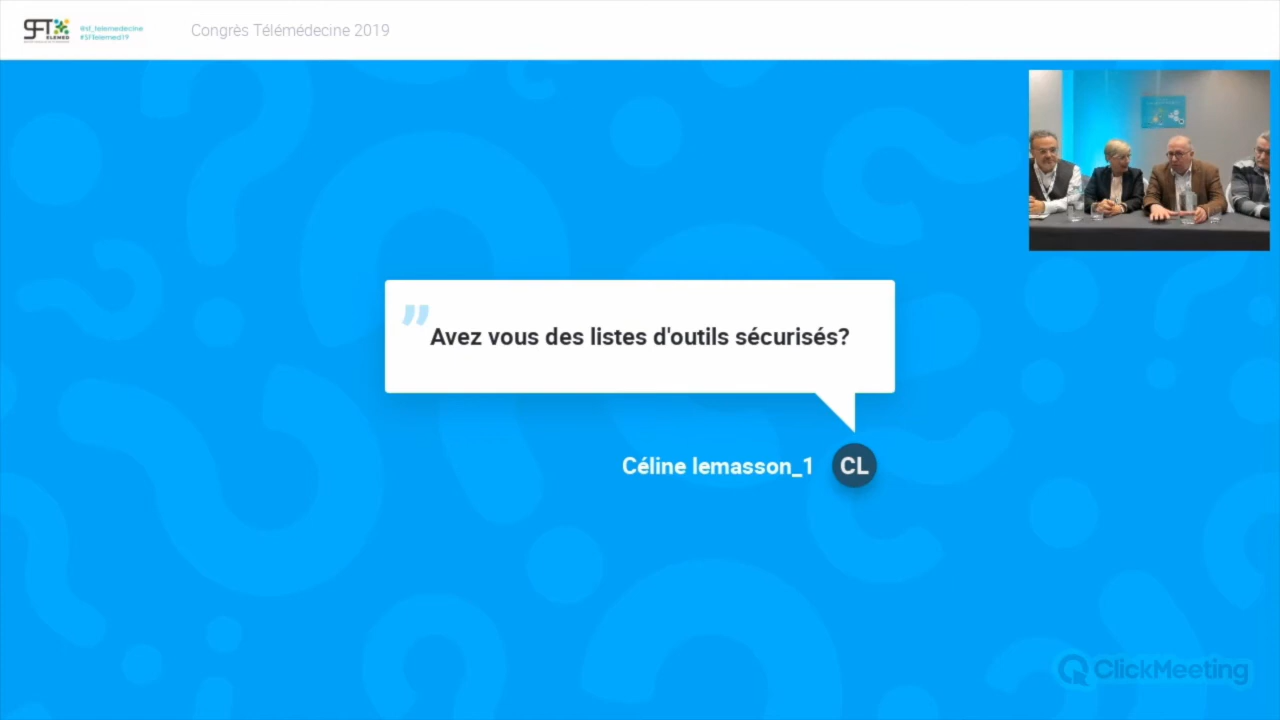 SFT
ELEMED
@sf_telemedecine
#SFTelemed19
Congrès Télémédecine 2019
Avez vous des listes d'outils sécurisés?
Céline lemasson_1
CL
ClickMeeting